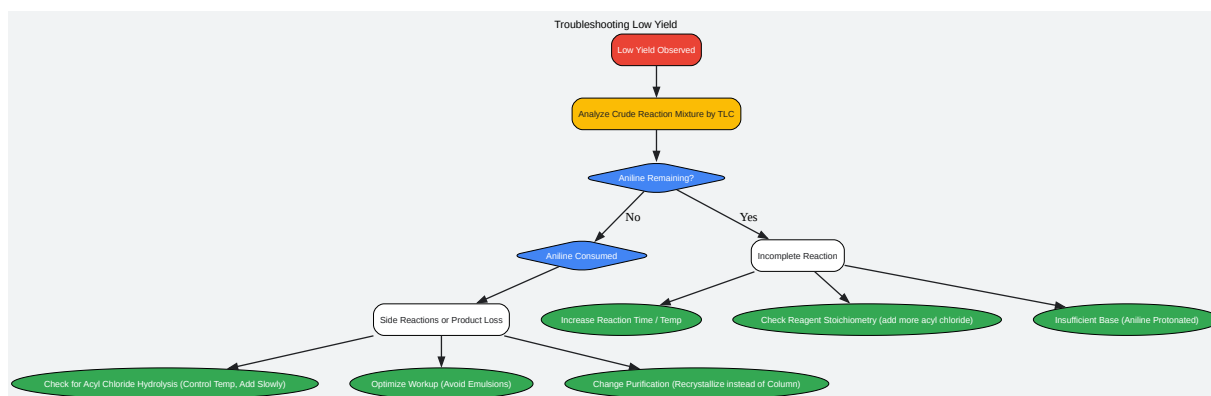 Troubleshooting Low Yield
Low Yield Observed
Analyze Crude Reaction Mixture by TLC
Aniline Remaining?
No
Yes
Aniline Consumed
Incomplete Reaction
Side Reactions or Product Loss
Increase Reaction Time / Temp
Check Reagent Stoichiometry (add more acyl chloride)
Insufficient Base (Aniline Protonated)
Check for Acyl Chloride Hydrolysis (Control Temp, Add Slowly)
Optimize Workup (Avoid Emulsions)
Change Purification (Recrystallize instead of Column)